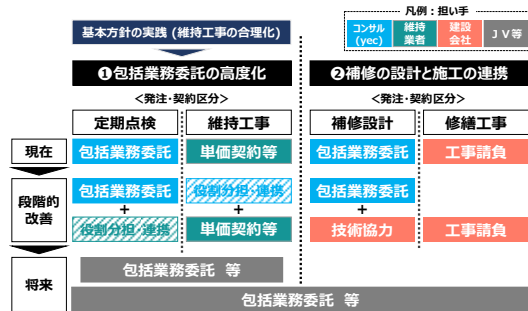 基本方針の実践 (維持工事の合理化)
凡例：担い手
コンサル
(yec)
維持
業者
建設
会社
ＪＶ等
❶包括業務委託の高度化
❷補修の設計と施工の連携
<発注・契約区分>
<発注・契約区分>
定期点検
維持工事
補修設計
修繕工事
現在
包括業務委託
単価契約等
包括業務委託
工事請負
段階的
改善
包括業務委託
役割分担・連携
包括業務委託
+
+
+
役割分担・連携
単価契約等
技術協力
工事請負
将来
包括業務委託 等
包括業務委託 等